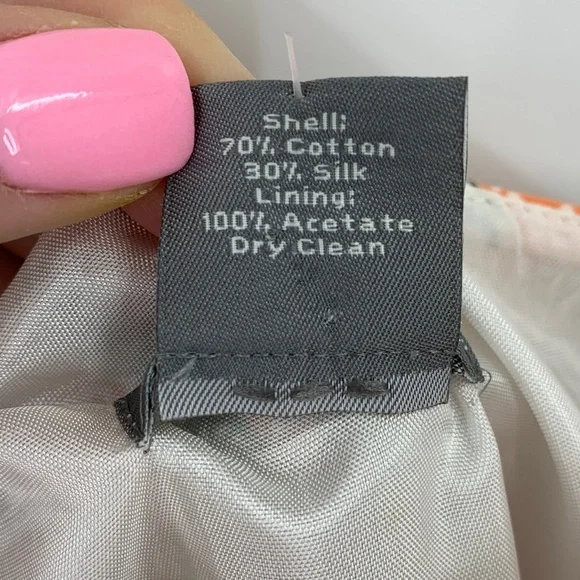 Shell:
70% Cotton
30% Silk
Lining:
100% Acetate
Dry Clean